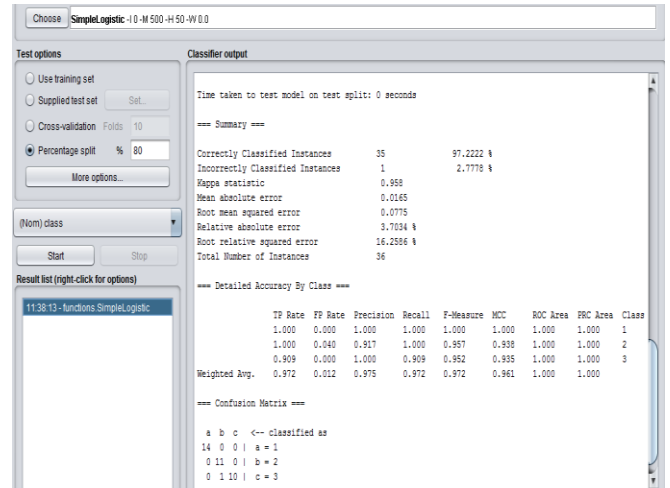 Choose SimpleLogistic -I 0 -M 500 -H 50 -W 0.0
Test options
Use training set
Supplied test set Set...
Cross-validation Folds 10
Percentage split % 80
More options...
(Nom) class
Start Stop
Result list (right-click for options)
11:38:13 - functions.SimpleLogistic
Classifier output
Time taken to test model on test split: 0 seconds
=== Summary ===
Correctly Classified Instances 35 97.2222 %
Incorrectly Classified Instances 1 2.7778 %
Kappa statistic 0.958
Mean absolute error 0.0165
Root mean squared error 0.0775
Relative absolute error 3.7034 %
Root relative squared error 16.2586 %
Total Number of Instances 36
=== Detailed Accuracy By Class ===
TP Rate FP Rate Precision Recall F-Measure MCC ROC Area PRC Area Class
1.000 0.000 1.000 1.000 1.000 1.000 1.000 1.000 1
1.000 0.040 0.917 1.000 0.957 0.938 1.000 1.000 2
0.909 0.000 1.000 0.909 0.952 0.935 1.000 1.000 3
Weighted Avg. 0.972 0.012 0.975 0.972 0.972 0.961 1.000 1.000
=== Confusion Matrix ===
a b c <-- classified as
14 0 0 | a = 1
0 11 0 | b = 2
0 1 10 | c = 3